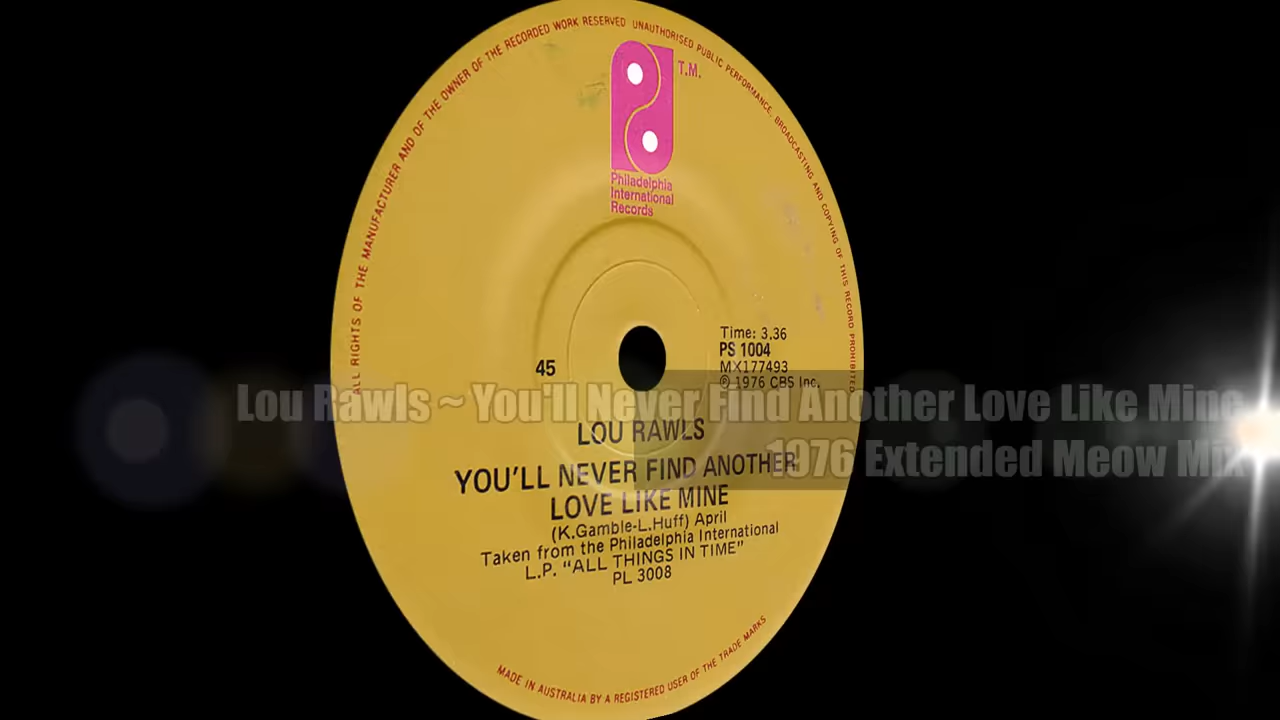 ALL RIGHTS OF THE MANUFACTURER AND OF THE OWNER OF THE RECORDED WORK RESERVED UNAUTHORISED PUBLIC PERFORMANCE, BROADCASTING AND COPYING OF THIS RECORD PROHIBITED
T.M.
Philadelphia
International
Records
Time: 3.36
PS 1004
MX177493
℗ 1976 CBS Inc.
45
Lou Rawls ~ You'll Never Find Another Love Like Mine
1976 Extended Meow Mix
LOU RAWLS
YOU'LL NEVER FIND ANOTHER
LOVE LIKE MINE
(K.Gamble-L.Huff) April
Taken from the Philadelphia International
L.P. “ALL THINGS IN TIME”
PL 3008
MADE IN AUSTRALIA BY A REGISTERED USER OF THE TRADE MARKS